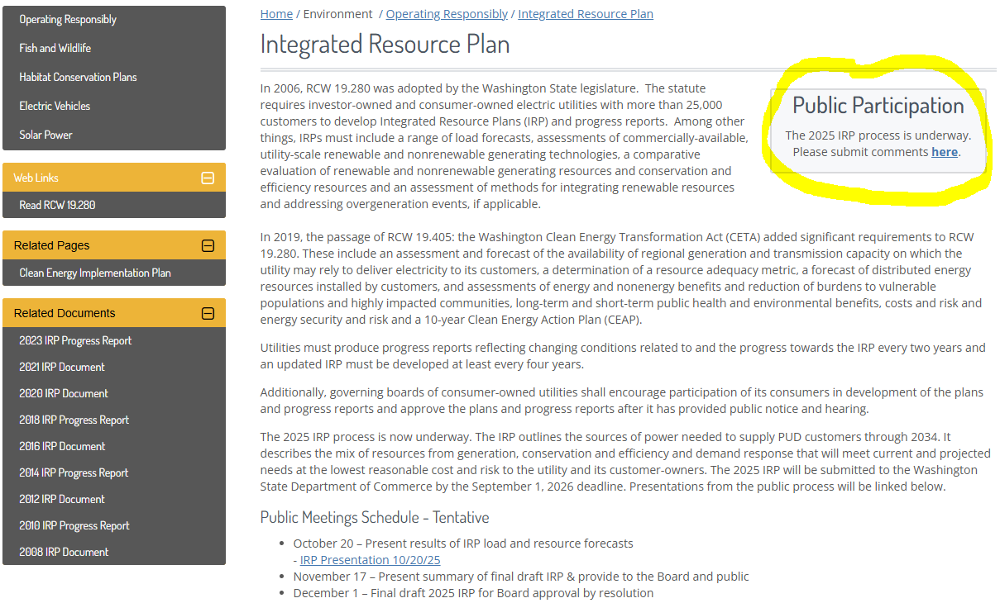 Operating Responsibly
Fish and Wildlife
Habitat Conservation Plans
Electric Vehicles
Solar Power
Web Links
Read RCW 19.280
Related Pages
Clean Energy Implementation Plan
Related Documents
2023 IRP Progress Report
2021 IRP Document
2020 IRP Document
2018 IRP Progress Report
2016 IRP Document
2014 IRP Progress Report
2012 IRP Document
2010 IRP Progress Report
2008 IRP Document
Home / Environment / Operating Responsibly / Integrated Resource Plan
Integrated Resource Plan
In 2006, RCW 19.280 was adopted by the Washington State legislature. The statute
requires investor-owned and consumer-owned electric utilities with more than 25,000
customers to develop Integrated Resource Plans (IRP) and progress reports. Among other
things, IRPs must include a range of load forecasts, assessments of commercially-available,
utility-scale renewable and nonrenewable generating technologies, a comparative
evaluation of renewable and nonrenewable generating resources and conservation and
efficiency resources and an assessment of methods for integrating renewable resources
and addressing overgeneration events, if applicable.
Public Participation
The 2025 IRP process is underway.
Please submit comments here.
In 2019, the passage of RCW 19.405: the Washington Clean Energy Transformation Act (CETA) added significant requirements to RCW
19.280. These include an assessment and forecast of the availability of regional generation and transmission capacity on which the
utility may rely to deliver electricity to its customers, a determination of a resource adequacy metric, a forecast of distributed energy
resources installed by customers, and assessments of energy and nonenergy benefits and reduction of burdens to vulnerable
populations and highly impacted communities, long-term and short-term public health and environmental benefits, costs and risk and
energy security and risk and a 10-year Clean Energy Action Plan (CEAP).
Utilities must produce progress reports reflecting changing conditions related to and the progress towards the IRP every two years and
an updated IRP must be developed at least every four years.
Additionally, governing boards of consumer-owned utilities shall encourage participation of its consumers in development of the plans
and progress reports and approve the plans and progress reports after it has provided public notice and hearing.
The 2025 IRP process is now underway. The IRP outlines the sources of power needed to supply PUD customers through 2034. It
describes the mix of resources from generation, conservation and efficiency and demand response that will meet current and projected
needs at the lowest reasonable cost and risk to the utility and its customer-owners. The 2025 IRP will be submitted to the Washington
State Department of Commerce by the September 1, 2026 deadline. Presentations from the public process will be linked below.
Public Meetings Schedule - Tentative
• October 20 – Present results of IRP load and resource forecasts
- IRP Presentation 10/20/25
• November 17 – Present summary of final draft IRP & provide to the Board and public
• December 1 – Final draft 2025 IRP for Board approval by resolution